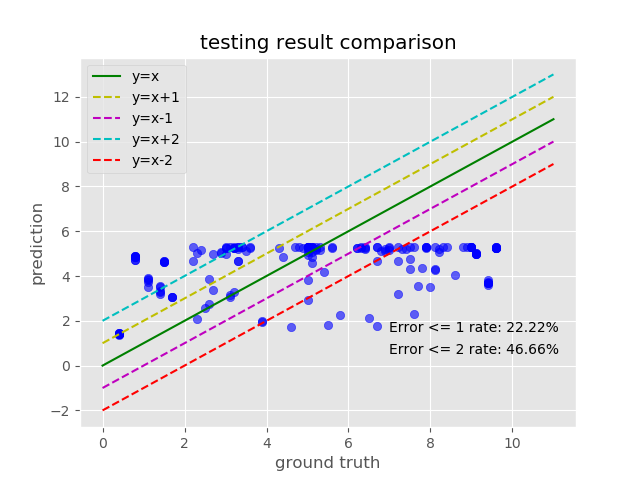 testing result comparison
y=x
y=x+1
y=x-1
y=x+2
y=x-2
12
10
8
6
4
2
0
−2
prediction
Error <= 1 rate: 22.22%
Error <= 2 rate: 46.66%
0
2
4
6
8
10
ground truth